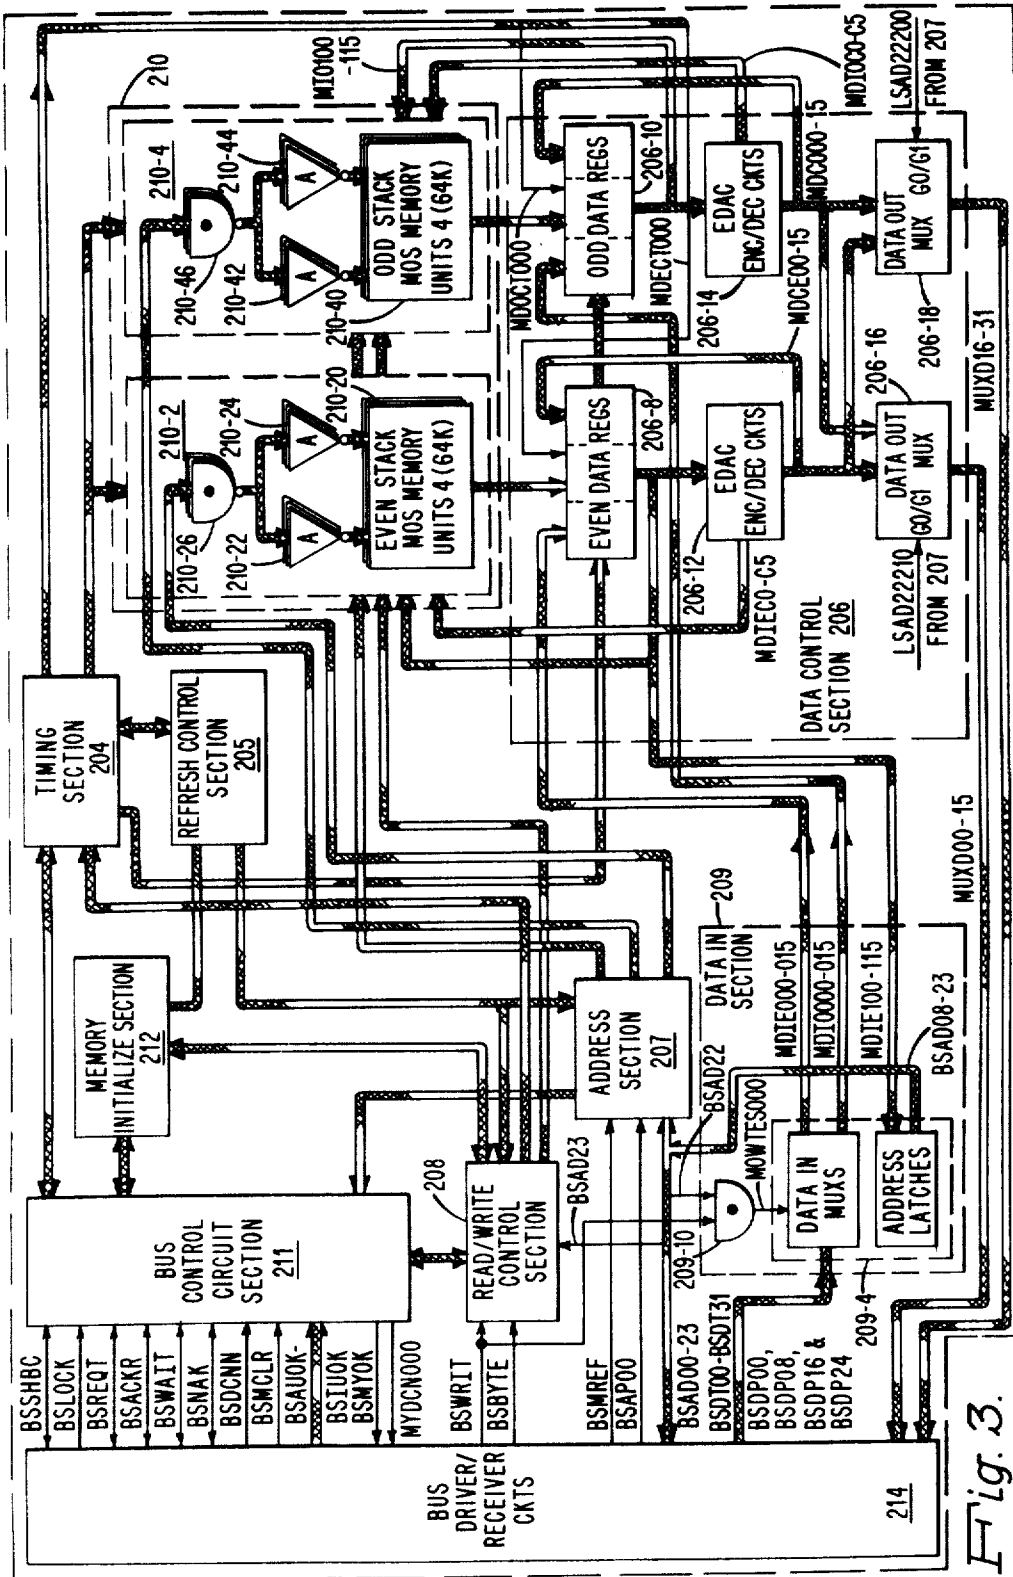 BUS
DRIVER/
RECEIVER
CKTS
214
BSSHBC
BSLOCK
BSREQT
BSACKR
BSWAIT
BSNAK
BSDCNN
BSMCLR
BSAUOK-
BSIUOK
BSMYOK
MYDCN000
BSWRIT
BSBYTE
BSMREF
BSAP00
BSAD00-23
BSDT00-BSDT31
BSDP00,
BSDP08,
BSDP16 &
BSDP24
BUS
CONTROL
CIRCUIT
SECTION
211
MEMORY
INITIALIZE SECTION
212
TIMING
SECTION
204
REFRESH CONTROL
SECTION
205
208
READ/WRITE
CONTROL
SECTION
BSAD23
ADDRESS
SECTION
207
BSAD22
209
DATA IN
SECTION
209-10
MOWTES000
DATA IN
MUXS
ADDRESS
LATCHES
209-4
MDIE000-015
MDIO000-015
MDIE100-115
BSAD08-23
MUXD00-15
MUXD16-31
210
210-2
210-26
210-22
210-24
A
A
210-20
EVEN STACK
MOS MEMORY
UNITS 4 (64K)
210-4
210-46
210-42
210-44
A
A
210-40
ODD STACK
MOS MEMORY
UNITS 4 (64K)
MIO100
-115
MDOCT000
MDECT000
EVEN DATA REGS
206-8
ODD DATA REGS
206-10
206-12
EDAC
ENC/DEC CKTS
MDIEC0-C5
206-14
EDAC
ENC/DEC CKTS
MDIO00-C5
MDCE00-15
MDCO00-15
DATA CONTROL
SECTION 206
LSAD22210
FROM 207
DATA OUT
G0/G1 MUX
206-16
DATA OUT
MUX G0/G1
206-18
LSAD22200
FROM 207
Fig. 3.